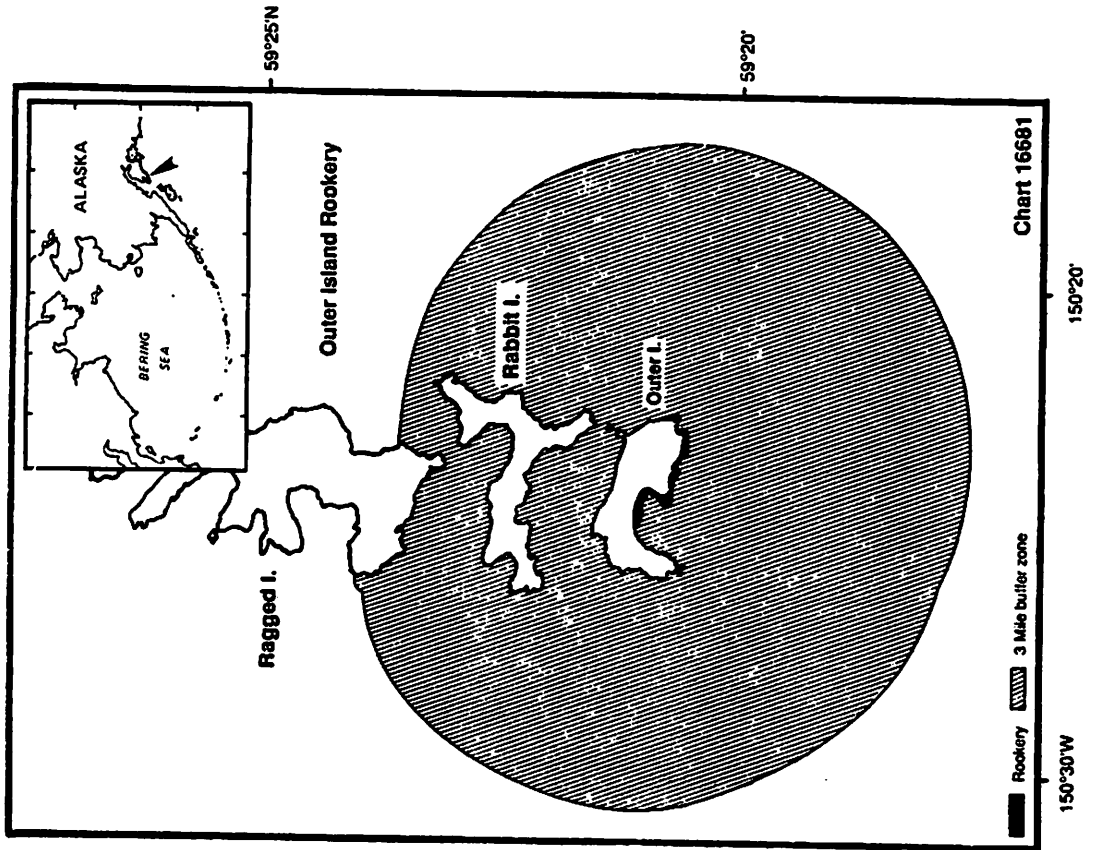 59°25'N
59°20'
ALASKA
BERING
SEA
Outer Island Rookery
Ragged I.
Rabbit I.
Outer I.
Rookery
3 Mile buffer zone
Chart 16681
150°30'W
150°20'